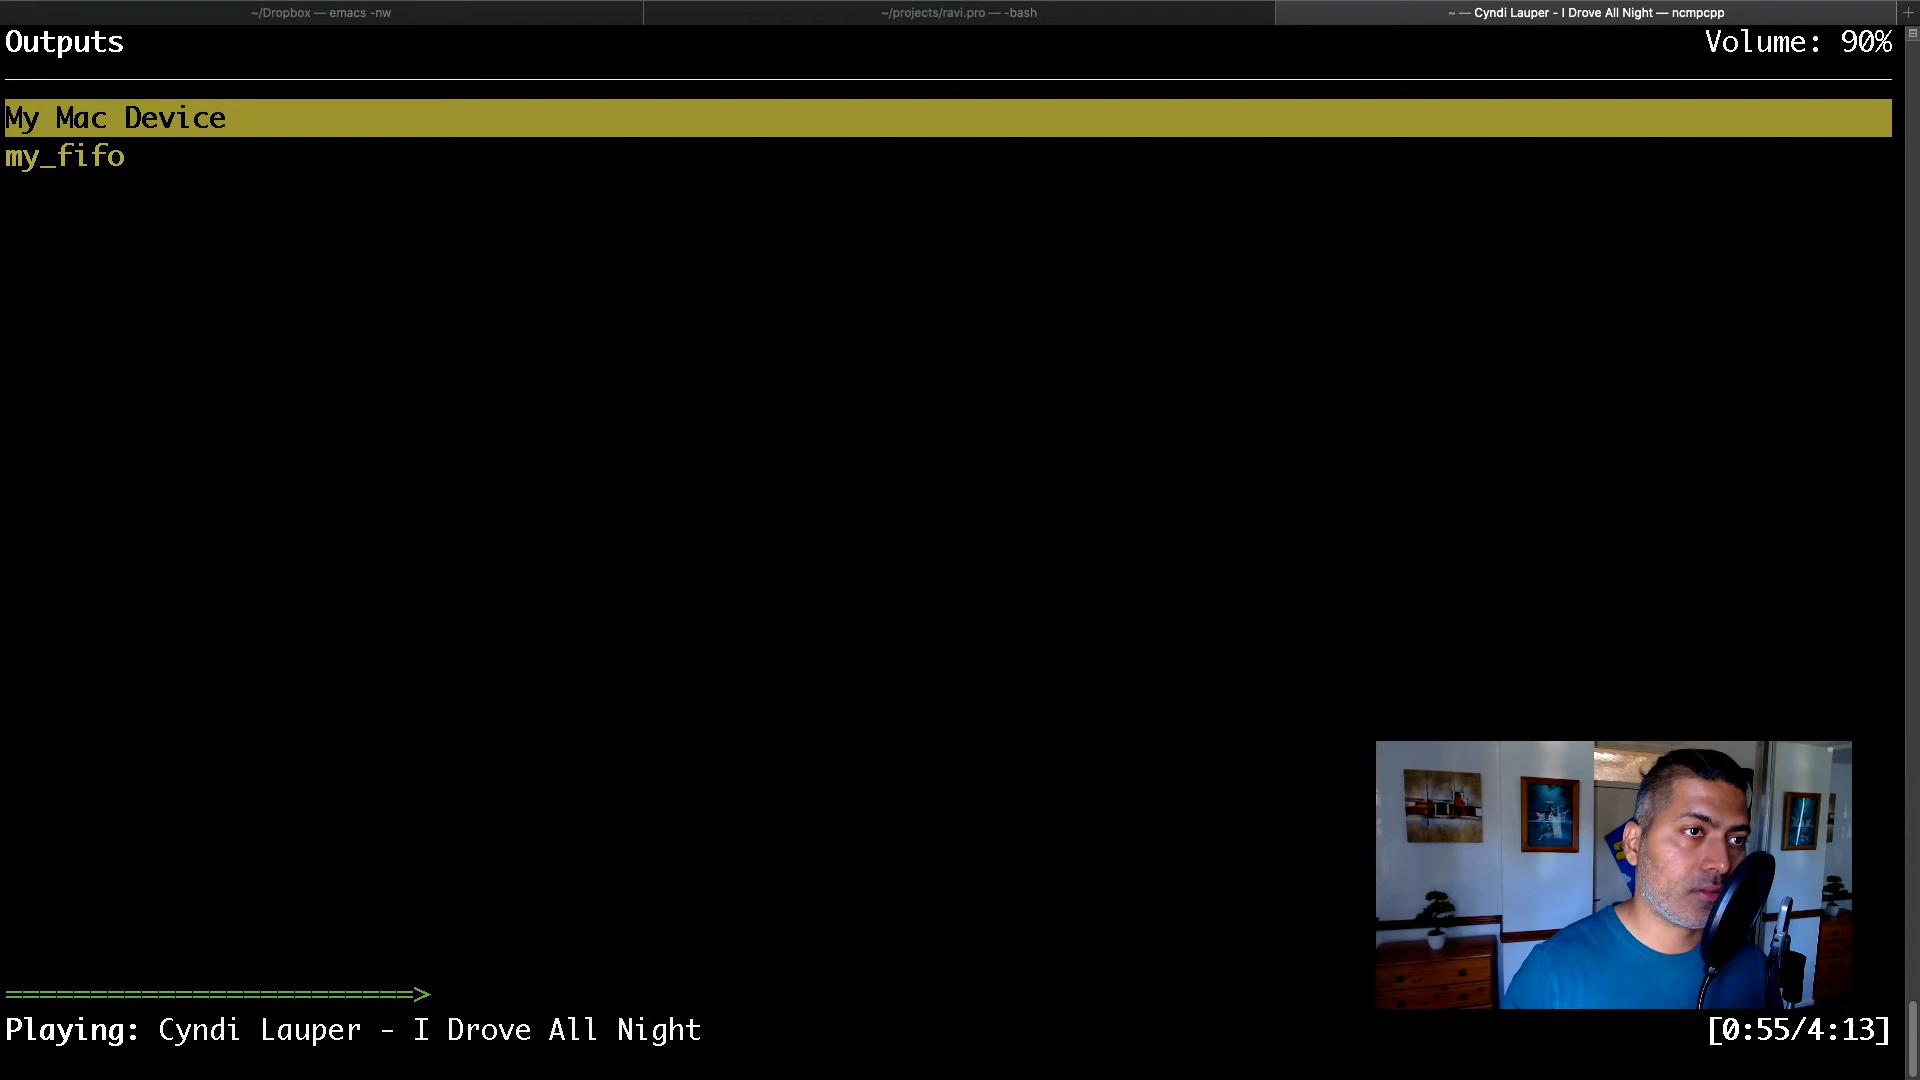 ~/Dropbox — emacs -nw
~/projects/ravi.pro — -bash
~ — Cyndi Lauper - I Drove All Night — ncmpcpp
Outputs
Volume: 90%
My Mac Device
my_fifo
========================>
Playing: Cyndi Lauper - I Drove All Night
[0:55/4:13]